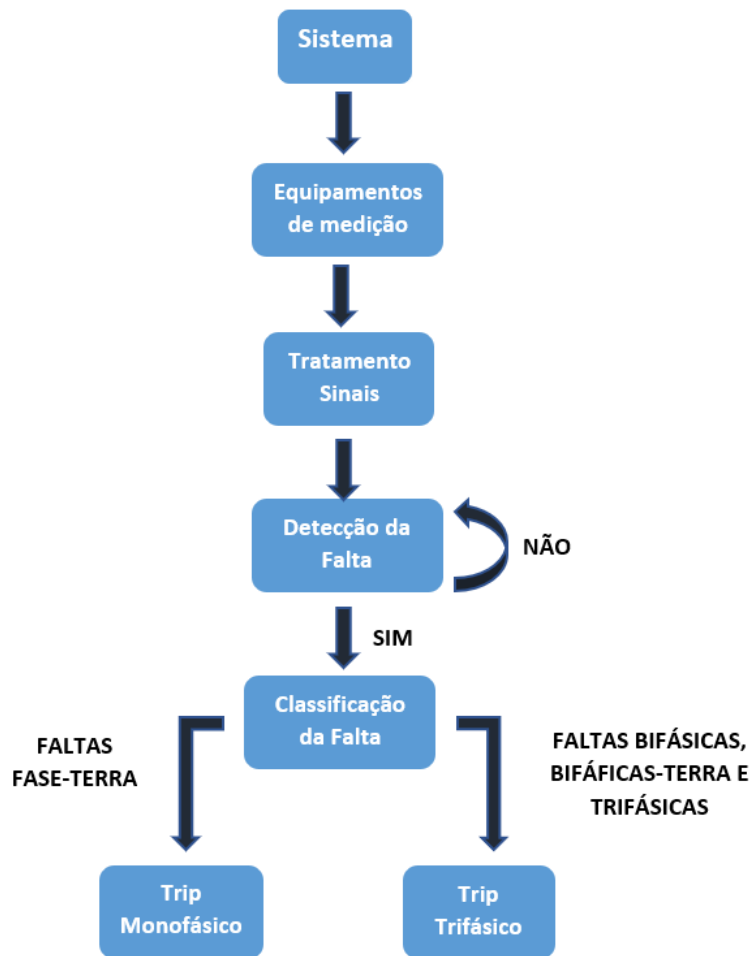 Sistema
Equipamentos
de medição
Tratamento
Sinais
Detecção da
Falta
NÃO
SIM
Classificação
da Falta
FALTAS
FASE-TERRA
FALTAS BIFÁSICAS,
BIFÁFICAS-TERRA E
TRIFÁSICAS
Trip
Monofásico
Trip
Trifásico